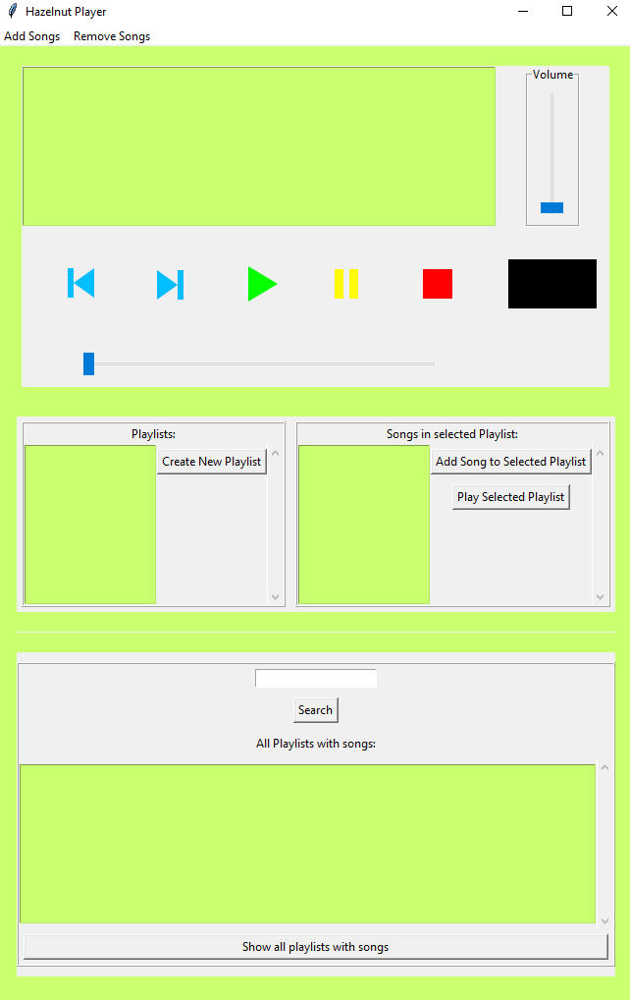 Hazelnut Player
Add Songs Remove Songs
Volume
Playlists:
Create New Playlist
Songs in selected Playlist:
Add Song to Selected Playlist
Play Selected Playlist
Search
All Playlists with songs:
Show all playlists with songs